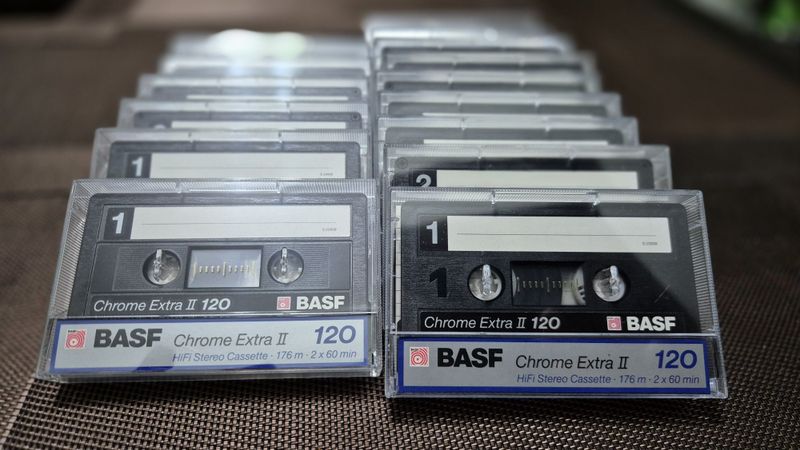 1
2
1
Chrome Extra II 120 BASF
BASF Chrome Extra II 120
HiFi Stereo Cassette · 176 m · 2 x 60 min
1
1
Chrome Extra II 120 BASF
BASF Chrome Extra II 120
HiFi Stereo Cassette · 176 m · 2 x 60 min